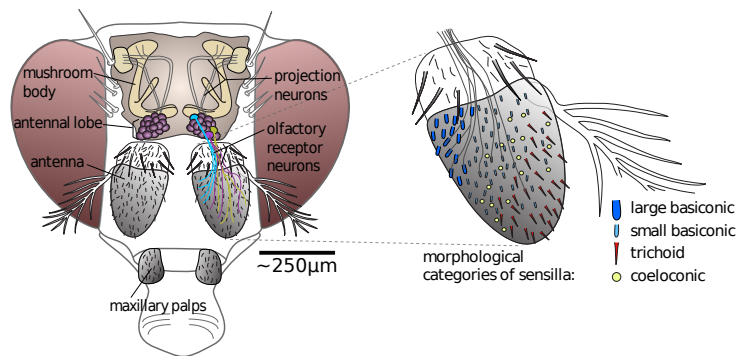 mushroom
body
antennal lobe
antenna
projection
neurons
olfactory
receptor
neurons
~250μm
maxillary palps
morphological
categories of sensilla:
large basiconic
small basiconic
trichoid
coeloconic